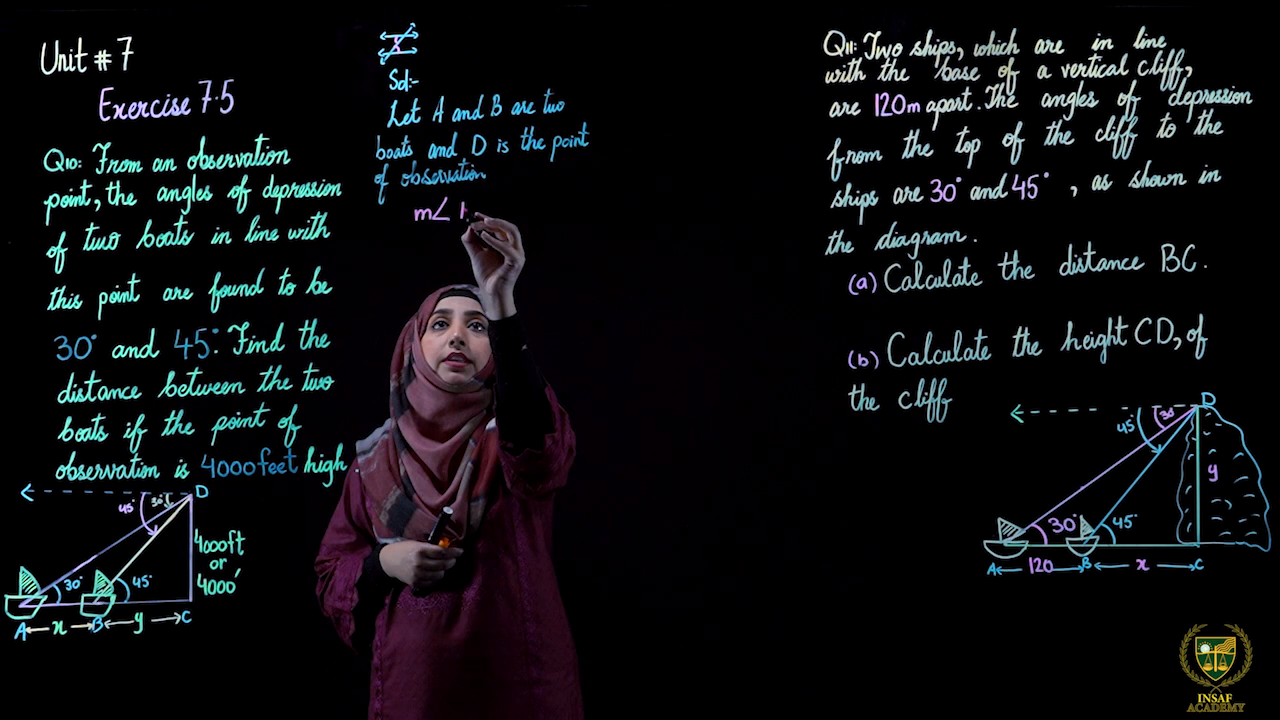 Unit # 7
Exercise 7.5
Q10: From an observation
point, the angles of depression
of two boats in line with
this point are found to be
30° and 45°. Find the
distance between the two
boats if the point of
observation is 4000feet high
D
45°
30°
4000ft
or
4000'
30°
45°
A
x
B
y
C
Sol:-
Let A and B are two
boats and D is the point
of observation
m∠
Q11: Two ships, which are in line
with the base of a vertical cliff,
are 120m apart. The angles of depression
from the top of the cliff to the
ships are 30° and 45°, as shown in
the diagram.
(a) Calculate the distance BC.
(b) Calculate the height CD, of
the cliff
D
45°
30°
y
30°
45°
A
120
B
x
C
INSAF
ACADEMY